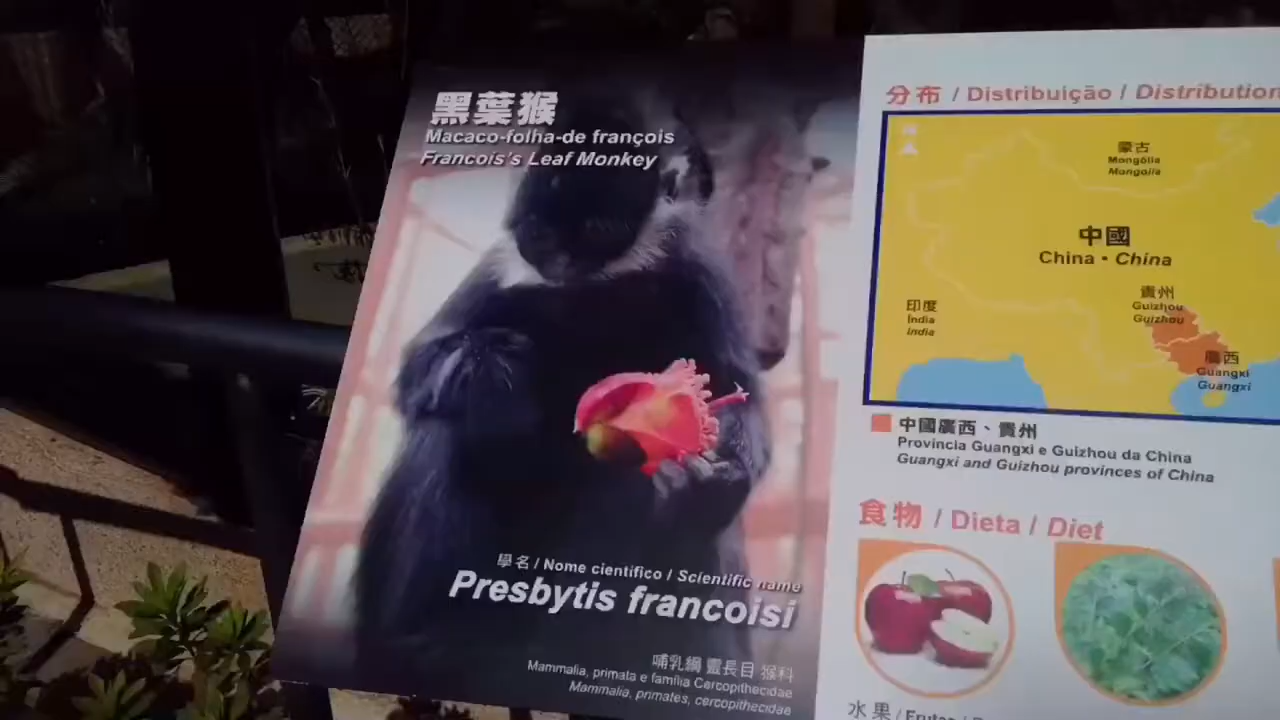 黑葉猴
Macaco-folha-de françois
Francois's Leaf Monkey
學名 / Nome científico / Scientific name
Presbytis francoisi
哺乳綱 靈長目 猴科
Mammalia, primata e família Cercopithecidae
Mammalia, primates, cercopithecidae
分布 / Distribuição / Distribution
蒙古
Mongólia
Mongolia
中國
China • China
印度
Índia
India
貴州
Guizhou
Guizhou
廣西
Guangxi
Guangxi
中國廣西、貴州
Provincia Guangxi e Guizhou da China
Guangxi and Guizhou provinces of China
食物 / Dieta / Diet
水果 / Frutas /